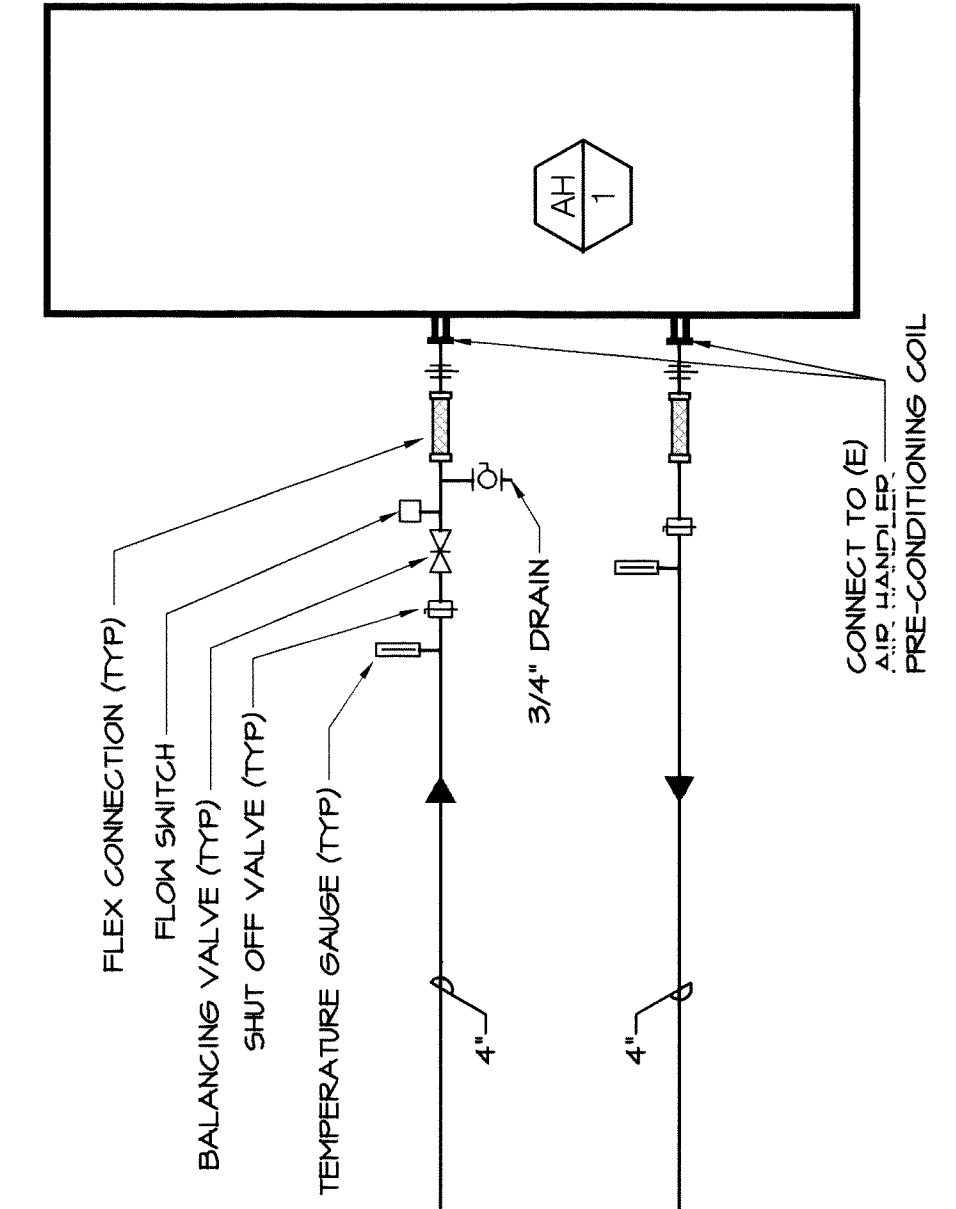 AH
1
FLEX CONNECTION (TYP)
FLOW SWITCH
BALANCING VALVE (TYP)
SHUT OFF VALVE (TYP)
TEMPERATURE GAUGE (TYP)
4"
3/4" DRAIN
4"
CONNECT TO (E)
AIR HANDLER
PRE-CONDITIONING COIL